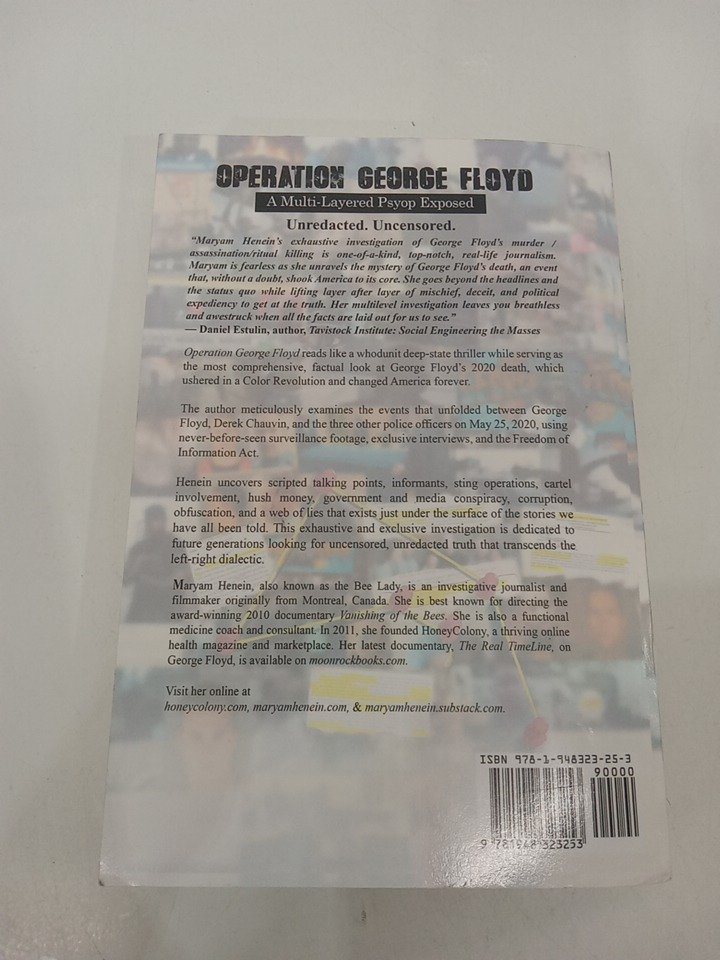 OPERATION GEORGE FLOYD
A Multi-Layered Psyop Exposed
Unredacted. Uncensored.
“Maryam Henein's exhaustive investigation of George Floyd's murder /
assassination/ritual killing is one-of-a-kind, top-notch, real-life journalism.
Maryam is fearless as she unravels the mystery of George Floyd's death, an event
that, without a doubt, shook America to its core. She goes beyond the headlines and
the status quo while lifting layer after layer of mischief, deceit, and political
expediency to get at the truth. Her multilevel investigation leaves you breathless
and awestruck when all the facts are laid out for us to see.”
— Daniel Estulin, author, Tavistock Institute: Social Engineering the Masses
Operation George Floyd reads like a whodunit deep-state thriller while serving as
the most comprehensive, factual look at George Floyd's 2020 death, which
ushered in a Color Revolution and changed America forever.
The author meticulously examines the events that unfolded between George
Floyd, Derek Chauvin, and the three other police officers on May 25, 2020, using
never-before-seen surveillance footage, exclusive interviews, and the Freedom of
Information Act.
Henein uncovers scripted talking points, informants, sting operations, cartel
involvement, hush money, government and media conspiracy, corruption,
obfuscation, and a web of lies that exists just under the surface of the stories we
have all been told. This exhaustive and exclusive investigation is dedicated to
future generations looking for uncensored, unredacted truth that transcends the
left-right dialectic.
Maryam Henein, also known as the Bee Lady, is an investigative journalist and
filmmaker originally from Montreal, Canada. She is best known for directing the
award-winning 2010 documentary Vanishing of the Bees. She is also a functional
medicine coach and consultant. In 2011, she founded HoneyColony, a thriving online
health magazine and marketplace. Her latest documentary, The Real TimeLine, on
George Floyd, is available on moonrockbooks.com.
Visit her online at
honeycolony.com, maryamhenein.com, & maryamhenein.substack.com.
ISBN 978-1-948323-25-3
90000
9 781948 323253